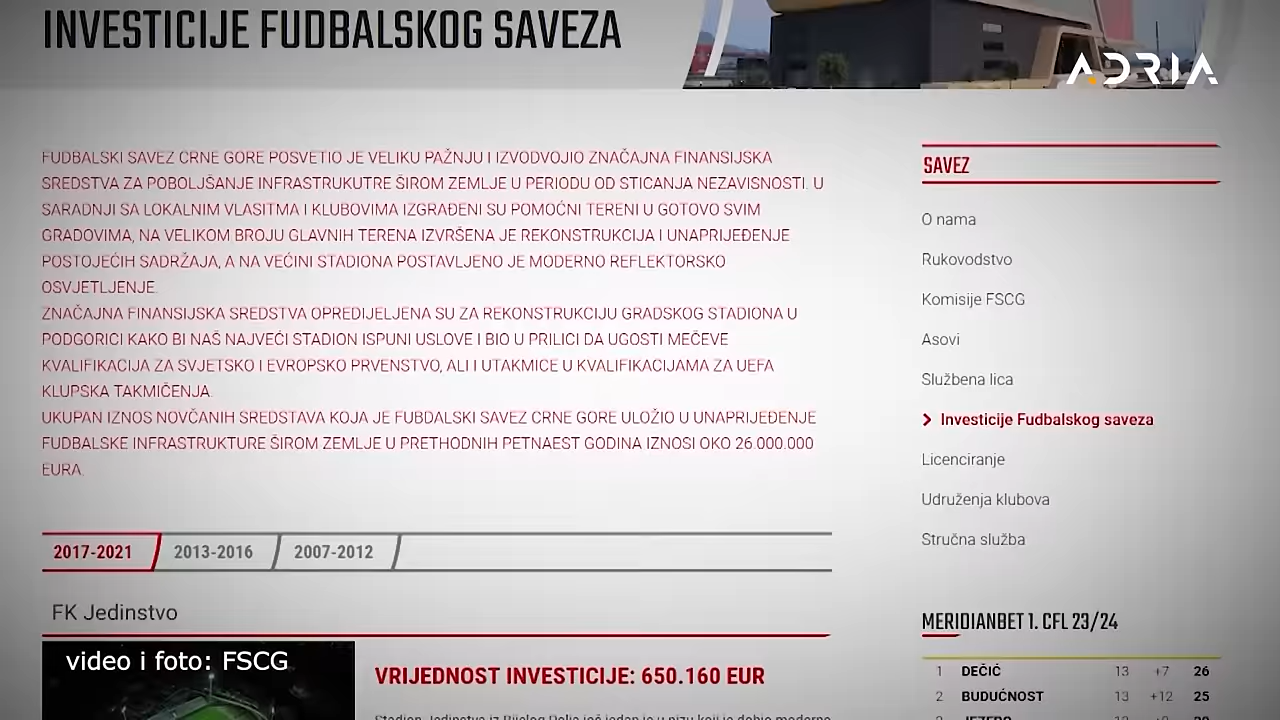 INVESTICIJE FUDBALSKOG SAVEZA
ADRIA
FUDBALSKI SAVEZ CRNE GORE POSVETIO JE VELIKU PAŽNJU I IZVODVOJIO ZNAČAJNA FINANSIJSKA
SREDSTVA ZA POBOLJŠANJE INFRASTRUKUTRE ŠIROM ZEMLJE U PERIODU OD STICANJA NEZAVISNOSTI. U
SARADNJI SA LOKALNIM VLASITMA I KLUBOVIMA IZGRAĐENI SU POMOĆNI TERENI U GOTOVO SVIM
GRADOVIMA, NA VELIKOM BROJU GLAVNIH TERENA IZVRŠENA JE REKONSTRUKCIJA I UNAPRIJEĐENJE
POSTOJEĆIH SADRŽAJA, A NA VEĆINI STADIONA POSTAVLJENO JE MODERNO REFLEKTORSKO
OSVJETLJENJE.
ZNAČAJNA FINANSIJSKA SREDSTVA OPREDIJELJENA SU ZA REKONSTRUKCIJU GRADSKOG STADIONA U
PODGORICI KAKO BI NAŠ NAJVEĆI STADION ISPUNI USLOVE I BIO U PRILICI DA UGOSTI MEČEVE
KVALIFIKACIJA ZA SVJETSKO I EVROPSKO PRVENSTVO, ALI I UTAKMICE U KVALIFIKACIJAMA ZA UEFA
KLUPSKA TAKMIČENJA.
UKUPAN IZNOS NOVČANIH SREDSTAVA KOJA JE FUBDALSKI SAVEZ CRNE GORE ULOŽIO U UNAPRIJEĐENJE
FUDBALSKE INFRASTRUKTURE ŠIROM ZEMLJE U PRETHODNIH PETNAEST GODINA IZNOSI OKO 26.000.000
EURA.
SAVEZ
O nama
Rukovodstvo
Komisije FSCG
Asovi
Službena lica
Investicije Fudbalskog saveza
Licenciranje
Udruženja klubova
Stručna služba
2017-2021 2013-2016 2007-2012
FK Jedinstvo
video i foto: FSCG
VRIJEDNOST INVESTICIJE: 650.160 EUR
MERIDIANBET 1. CFL 23/24
1 DEČIĆ 13 +7 26
2 BUDUĆNOST 13 +12 25